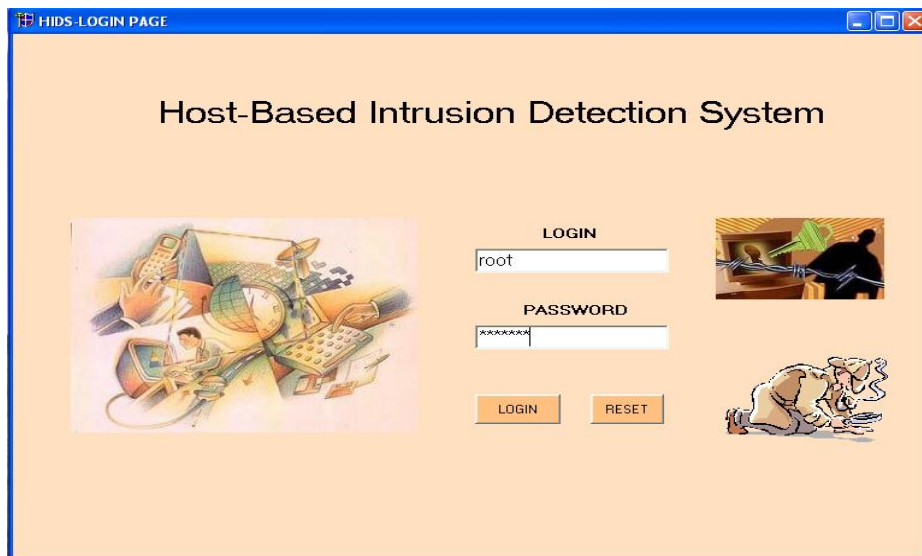 HIDS-LOGIN PAGE
Host-Based Intrusion Detection System
LOGIN
root
PASSWORD
*******
LOGIN RESET